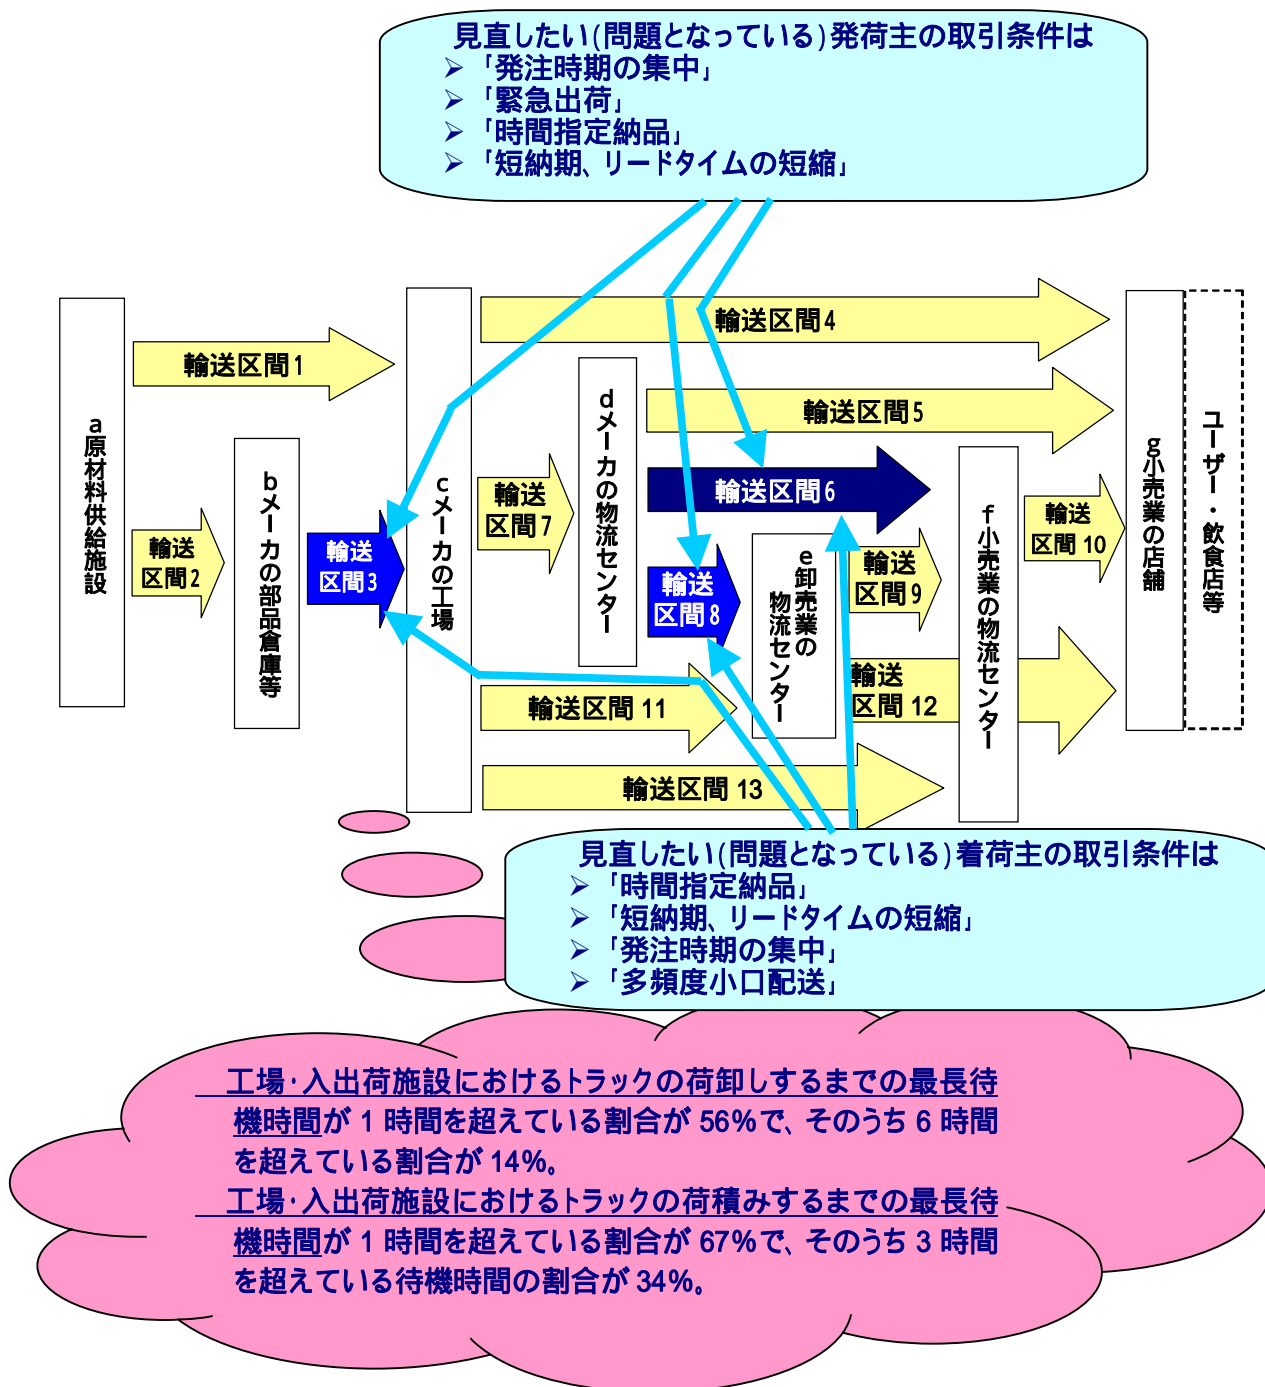 見直したい(問題となっている)発荷主の取引条件は
➢「発注時期の集中」
➢「緊急出荷」
➢「時間指定納品」
➢「短納期、リードタイムの短縮」
輸送区間4
輸送区間1
輸送区間5
輸送区間6
輸送
区間7
輸送
区間10
輸送
区間2
輸送
区間3
輸送
区間8
輸送
区間9
輸送
区間12
輸送区間11
輸送区間13
a原材料供給施設
bメーカの部品倉庫等
cメーカの工場
dメーカの物流センター
e卸売業の
物流センター
f小売業の物流センター
g小売業の店舗
ユーザー・飲食店等
見直したい(問題となっている)着荷主の取引条件は
➢「時間指定納品」
➢「短納期、リードタイムの短縮」
➢「発注時期の集中」
➢「多頻度小口配送」
工場・入出荷施設におけるトラックの荷卸しするまでの最長待
機時間が1時間を超えている割合が56%で、そのうち6時間
を超えている割合が14%。
工場・入出荷施設におけるトラックの荷積みするまでの最長待
機時間が1時間を超えている割合が67%で、そのうち3時間
を超えている待機時間の割合が34%。